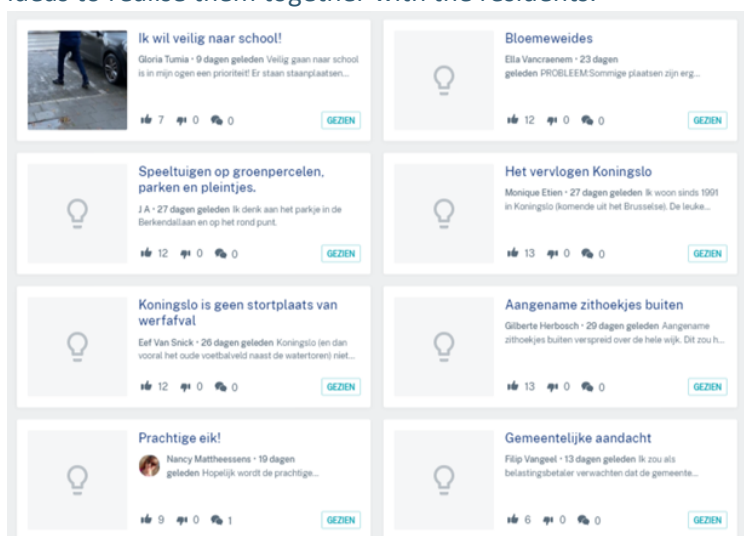 ideas to realise them together with the residents.
Ik wil veilig naar school!
Gloria Tumia · 9 dagen geleden Veilig gaan naar school
is in mijn ogen een prioriteit! Er staan staanplaatsen...
7 0 0 GEZIEN
Bloemeweides
Ella Vancraenem · 23 dagen
geleden PROBLEEM:Sommige plaatsen zijn erg...
12 0 0 GEZIEN
Speeltuigen op groenpercelen,
parken en pleintjes.
J A · 27 dagen geleden Ik denk aan het parkje in de
Berkendallaan en op het rond punt.
12 0 0 GEZIEN
Het vervlogen Koningslo
Monique Etien · 27 dagen geleden Ik woon sinds 1991
in Koningslo (komende uit het Brusselse). De leuke...
13 0 0 GEZIEN
Koningslo is geen stortplaats van
werfafval
Eef Van Snick · 26 dagen geleden Koningslo (en dan
vooral het oude voetbalveld naast de watertoren) niet...
12 0 0 GEZIEN
Aangename zithoekjes buiten
Gilberte Herbosch · 29 dagen geleden Aangename
zithoekjes buiten verspreid over de hele wijk. Dit zou h...
13 0 0 GEZIEN
Prachtige eik!
Nancy Mattheessens · 19 dagen
geleden Hopelijk wordt de prachtige...
9 0 1 GEZIEN
Gemeentelijke aandacht
Filip Vangeel · 13 dagen geleden Ik zou als
belastingsbetaler verwachten dat de gemeente...
6 0 0 GEZIEN